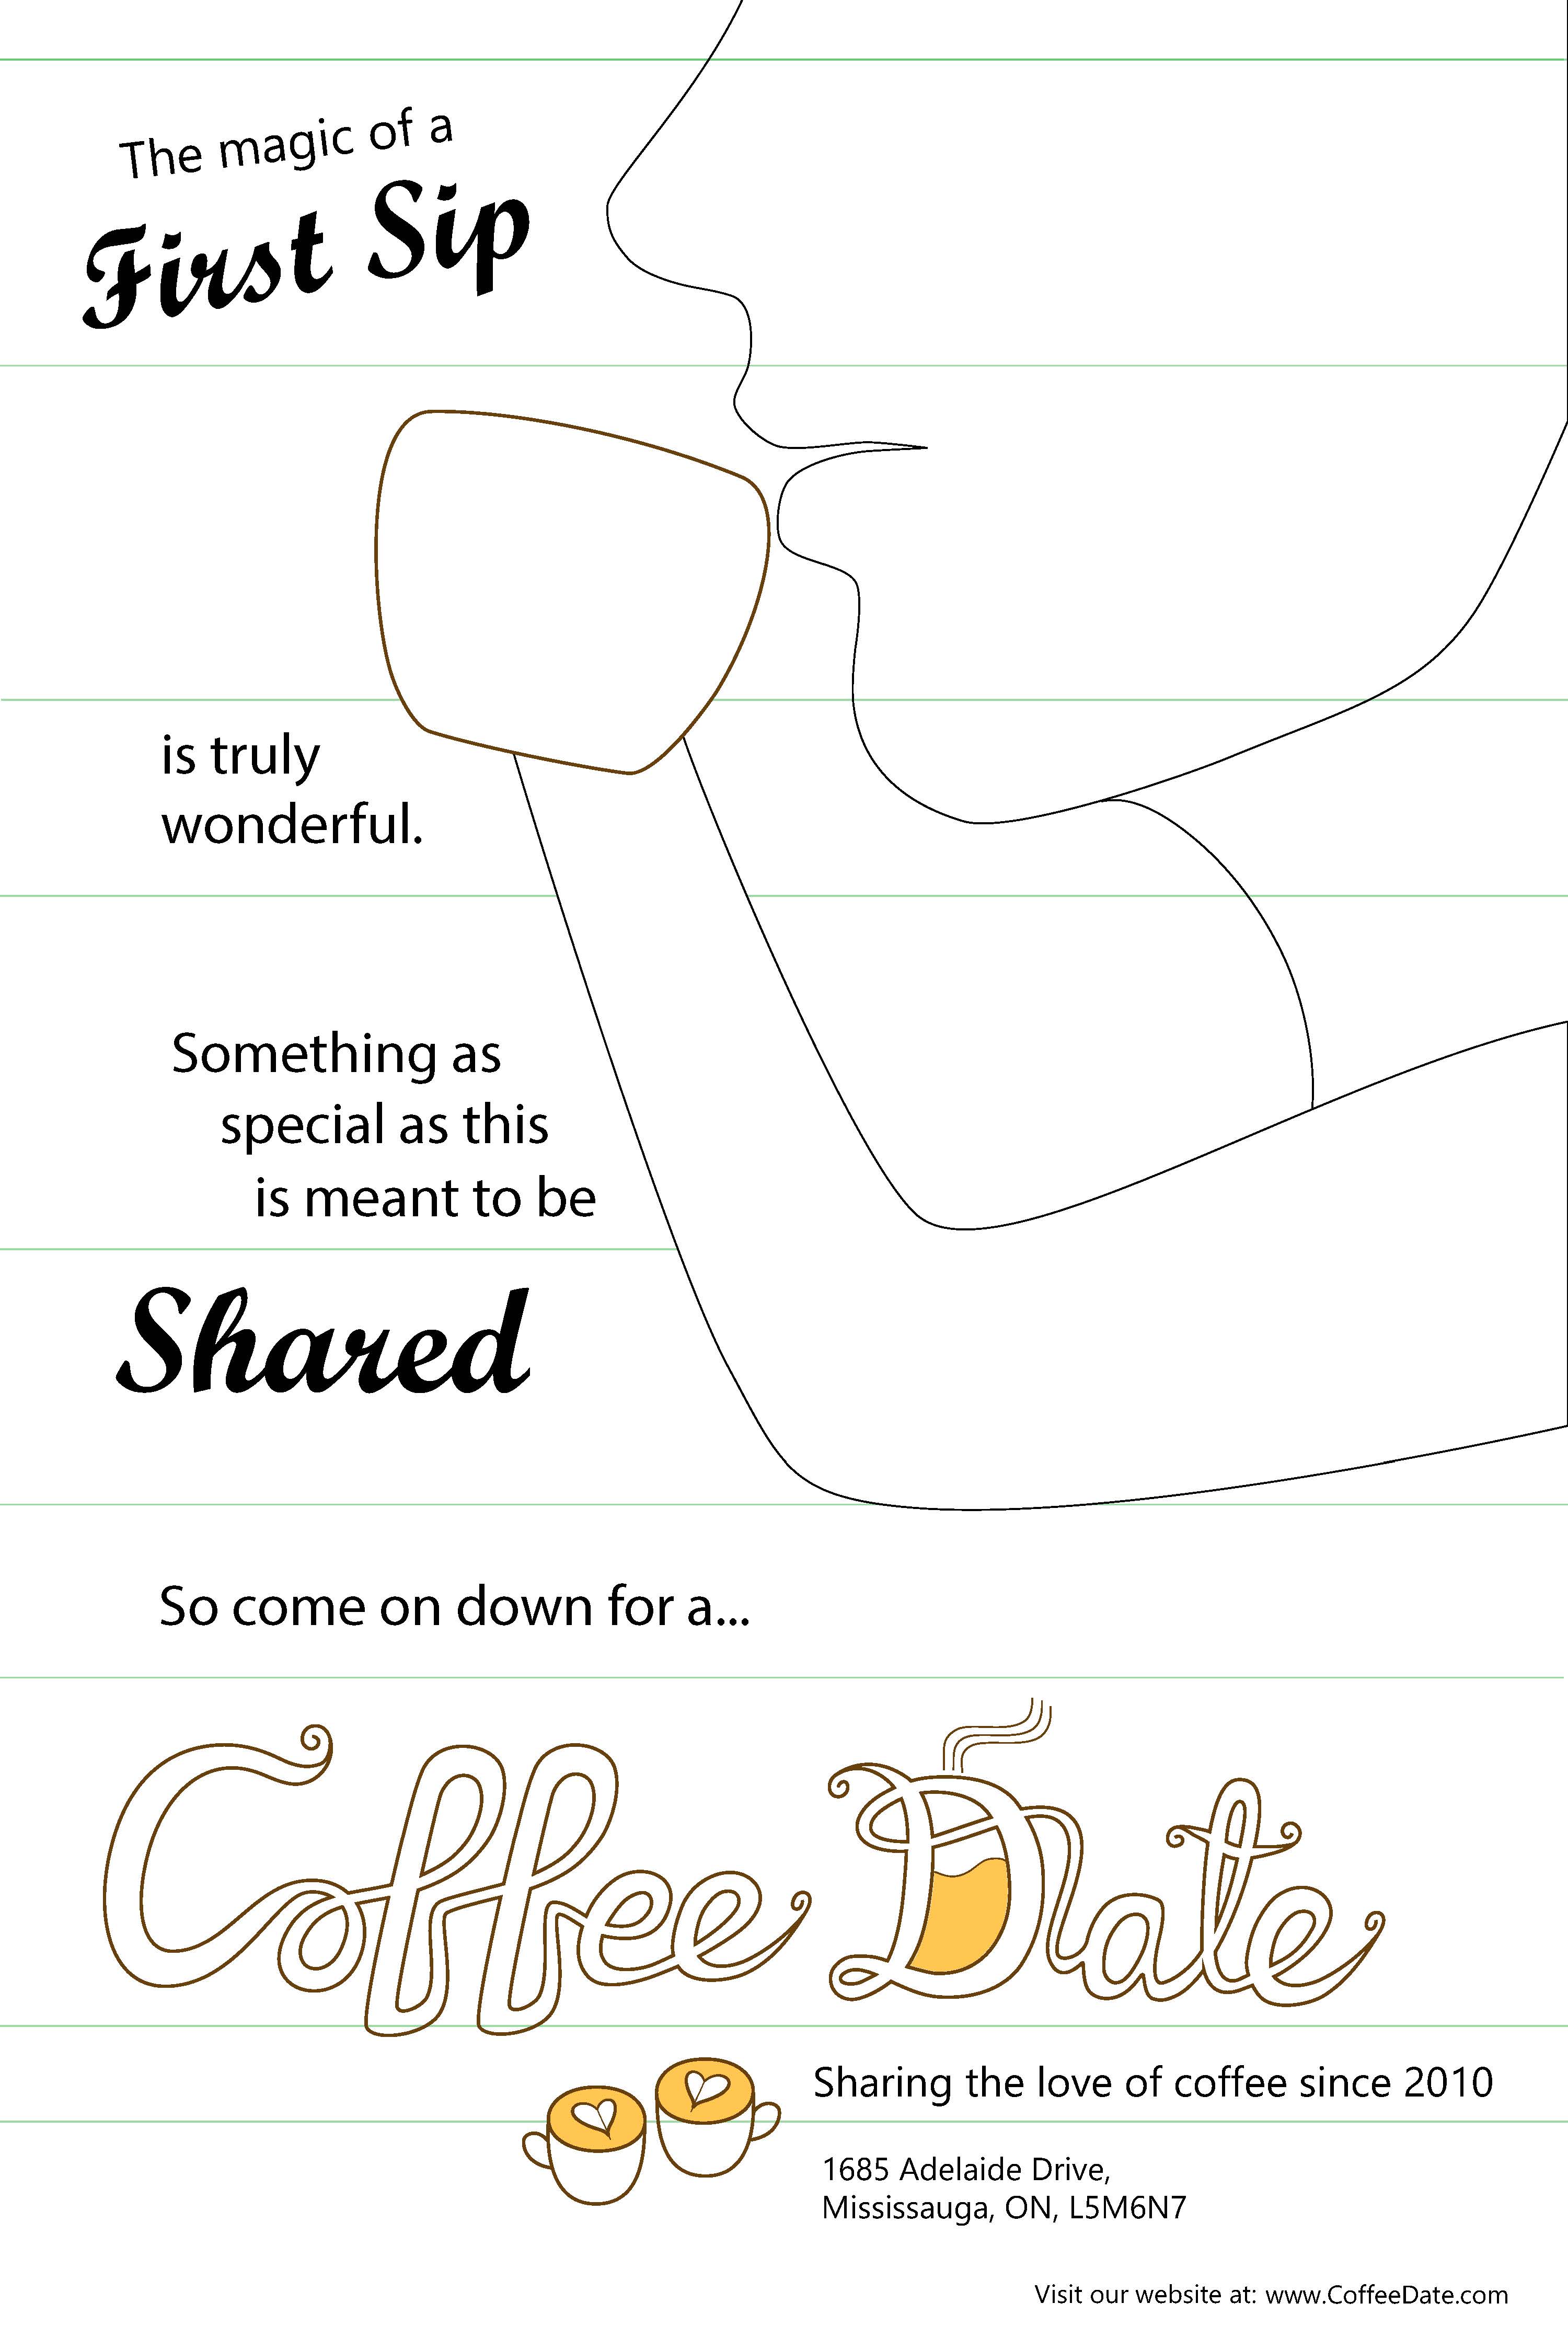 The magic of a
First Sip
is truly
wonderful.
Something as
special as this
is meant to be
Shared
So come on down for a...
Coffee Date
Sharing the love of coffee since 2010
1685 Adelaide Drive,
Mississauga, ON, L5M6N7
Visit our website at: www.CoffeeDate.com